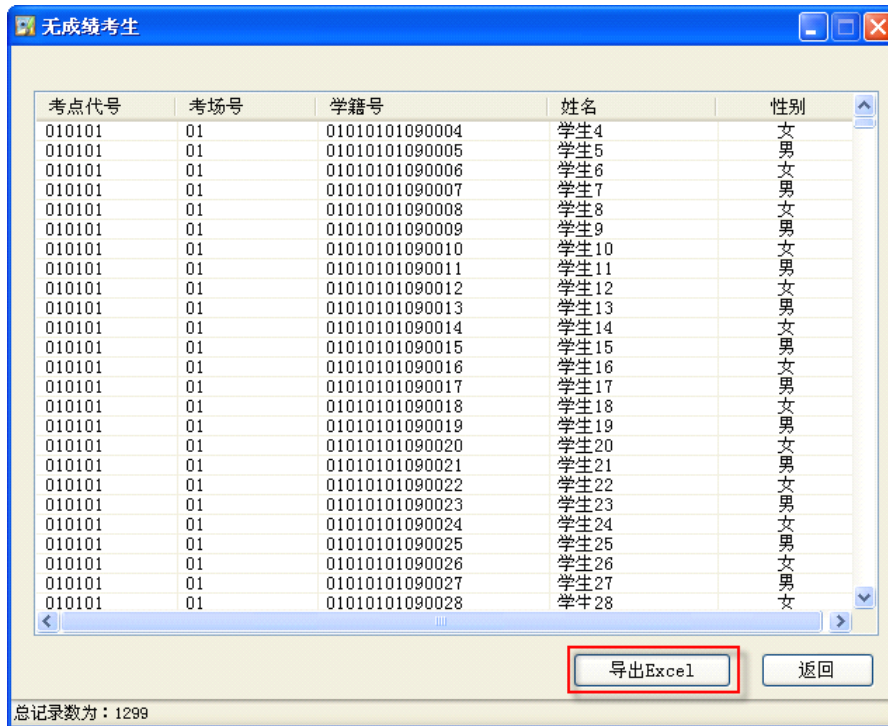 无成绩考生
考点代号 考场号 学籍号 姓名 性别
010101 01 01010101090004 学生4 女
010101 01 01010101090005 学生5 男
010101 01 01010101090006 学生6 女
010101 01 01010101090007 学生7 男
010101 01 01010101090008 学生8 女
010101 01 01010101090009 学生9 男
010101 01 01010101090010 学生10 女
010101 01 01010101090011 学生11 男
010101 01 01010101090012 学生12 女
010101 01 01010101090013 学生13 男
010101 01 01010101090014 学生14 女
010101 01 01010101090015 学生15 男
010101 01 01010101090016 学生16 女
010101 01 01010101090017 学生17 男
010101 01 01010101090018 学生18 女
010101 01 01010101090019 学生19 男
010101 01 01010101090020 学生20 女
010101 01 01010101090021 学生21 男
010101 01 01010101090022 学生22 女
010101 01 01010101090023 学生23 男
010101 01 01010101090024 学生24 女
010101 01 01010101090025 学生25 男
010101 01 01010101090026 学生26 女
010101 01 01010101090027 学生27 男
010101 01 01010101090028 学生28 女
导出Excel 返回
总记录数为：1299